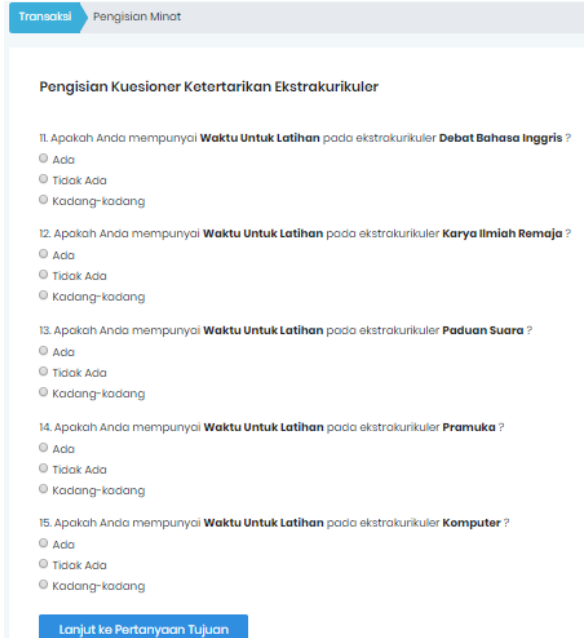 Transaksi Pengisian Minat
Pengisian Kuesioner Ketertarikan Ekstrakurikuler
11. Apakah Anda mempunyai Waktu Untuk Latihan pada ekstrakurikuler Debat Bahasa Inggris ?
Ada
Tidak Ada
Kadang-kadang
12. Apakah Anda mempunyai Waktu Untuk Latihan pada ekstrakurikuler Karya Ilmiah Remaja ?
Ada
Tidak Ada
Kadang-kadang
13. Apakah Anda mempunyai Waktu Untuk Latihan pada ekstrakurikuler Paduan Suara ?
Ada
Tidak Ada
Kadang-kadang
14. Apakah Anda mempunyai Waktu Untuk Latihan pada ekstrakurikuler Pramuka ?
Ada
Tidak Ada
Kadang-kadang
15. Apakah Anda mempunyai Waktu Untuk Latihan pada ekstrakurikuler Komputer ?
Ada
Tidak Ada
Kadang-kadang
Lanjut ke Pertanyaan Tujuan